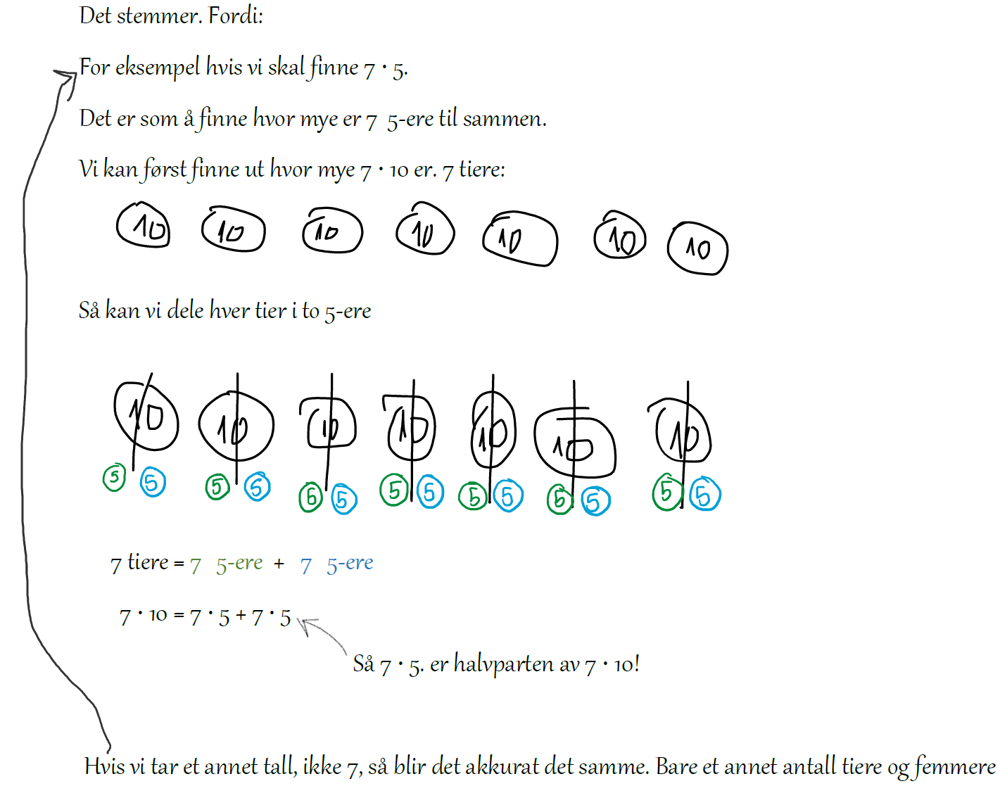 Det stemmer. Fordi:
For eksempel hvis vi skal finne 7 · 5.
Det er som å finne hvor mye er 7 5-ere til sammen.
Vi kan først finne ut hvor mye 7 · 10 er. 7 tiere:
10 10 10 10 10 10 10
Så kan vi dele hver tier i to 5-ere
10 10 10 10 10 10 10
5 5 5 5 5 5 5 5 5 5 5 5 5 5
7 tiere = 7 5-ere + 7 5-ere
7 · 10 = 7 · 5 + 7 · 5
Så 7 · 5. er halvparten av 7 · 10!
Hvis vi tar et annet tall, ikke 7, så blir det akkurat det samme. Bare et annet antall tiere og femmere